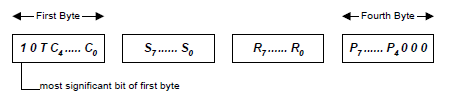 First Byte Fourth Byte
1 0 T C4..... C0 S7...... S0 R7...... R0 P7...... P4 0 0 0
most significant bit of first byte